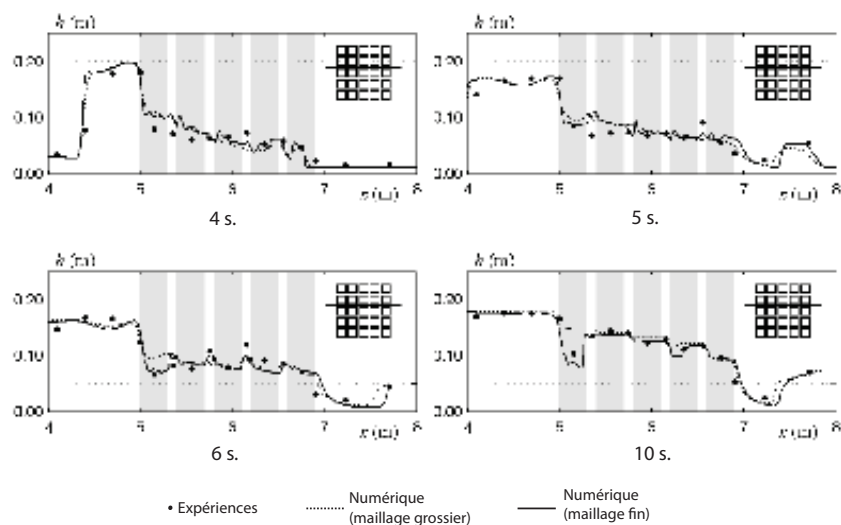 h (m) h (m)
0.20 0.20
0.10 0.10
0.00 0.00
4 5 6 7 x (m) 8 4 5 6 7 x (m) 8
4 s. 5 s.
h (m) h (m)
0.20 0.20
0.10 0.10
0.00 0.00
4 5 6 7 x (m) 8 4 5 6 7 x (m) 8
6 s. 10 s.
• Expériences Numérique Numérique
(maillage grossier) (maillage fin)